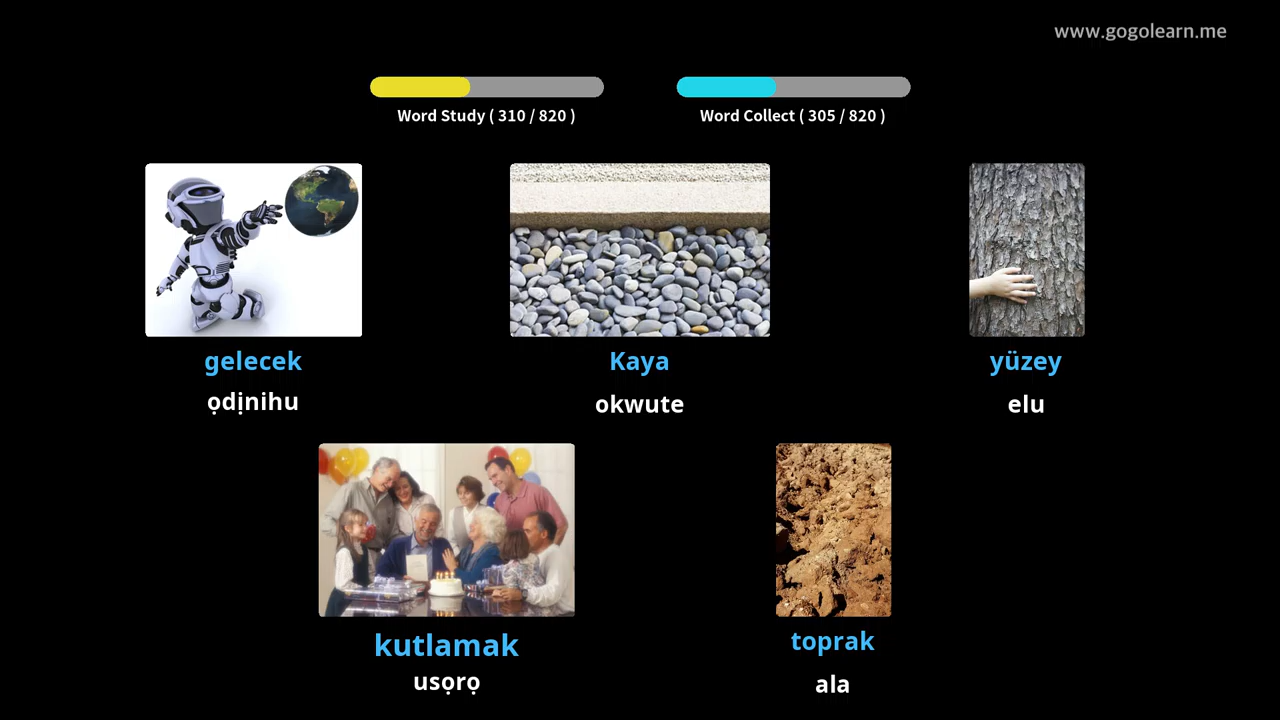 www.gogolearn.me
Word Study ( 310 / 820 )
Word Collect ( 305 / 820 )
gelecek
ọdịnihu
Kaya
okwute
yüzey
elu
kutlamak
usọrọ
toprak
ala